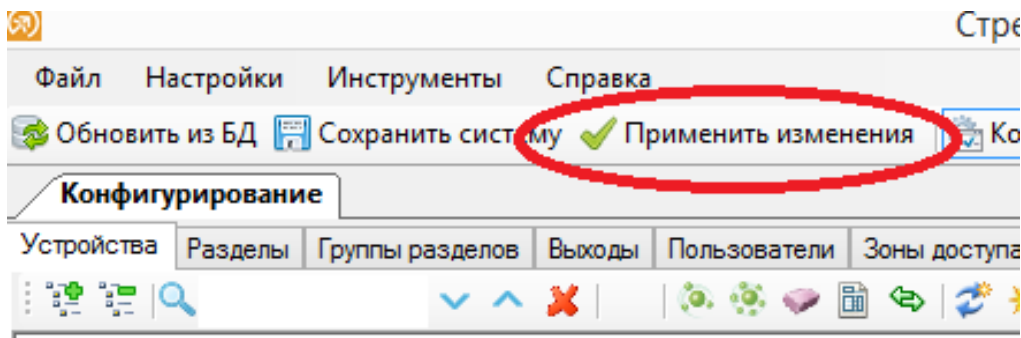 Стре
Файл Настройки Инструменты Справка
Обновить из БД Сохранить систему Применить изменения Ко
Конфигурирование
Устройства Разделы Группы разделов Выходы Пользователи Зоны доступа